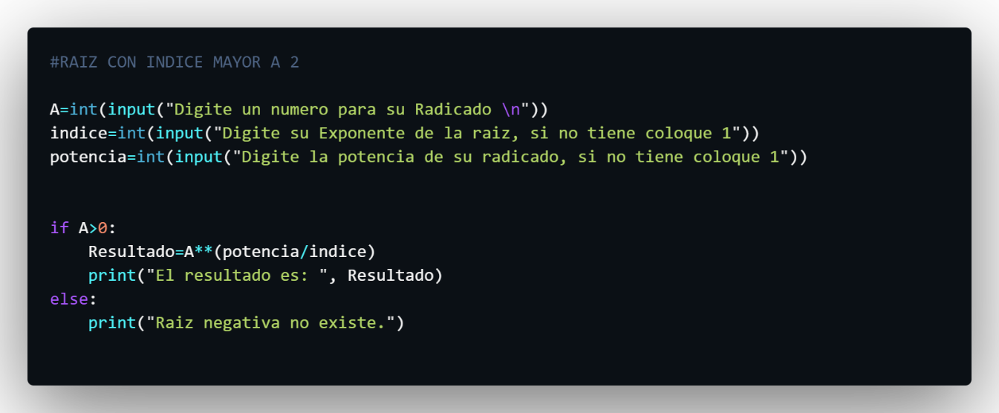 #RAIZ CON INDICE MAYOR A 2
A=int(input("Digite un numero para su Radicado \n"))
indice=int(input("Digite su Exponente de la raiz, si no tiene coloque 1"))
potencia=int(input("Digite la potencia de su radicado, si no tiene coloque 1"))
if A>0:
    Resultado=A**(potencia/indice)
    print("El resultado es: ", Resultado)
else:
    print("Raiz negativa no existe.")